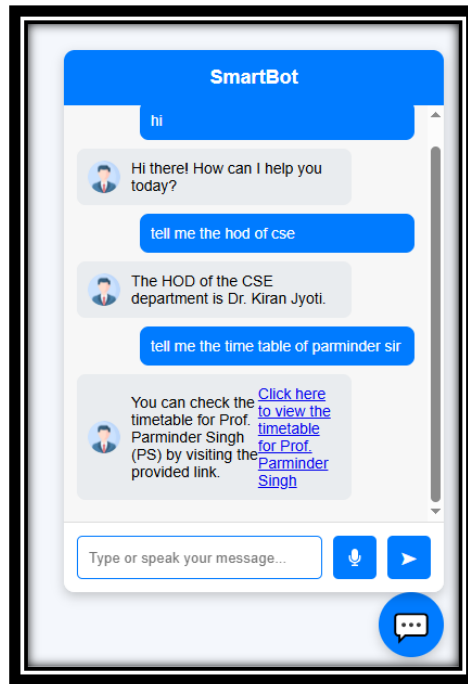 SmartBot
hi
Hi there! How can I help you
today?
tell me the hod of cse
The HOD of the CSE
department is Dr. Kiran Jyoti.
tell me the time table of parminder sir
You can check the
timetable for Prof.
Parminder Singh
(PS) by visiting the
provided link.
Click here
to view the
timetable
for Prof.
Parminder
Singh
Type or speak your message...